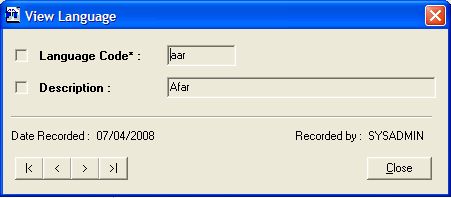 View Language
Language Code* : aar
Description : Afar
Date Recorded : 07/04/2008 Recorded by : SYSADMIN
|< < > >| Close